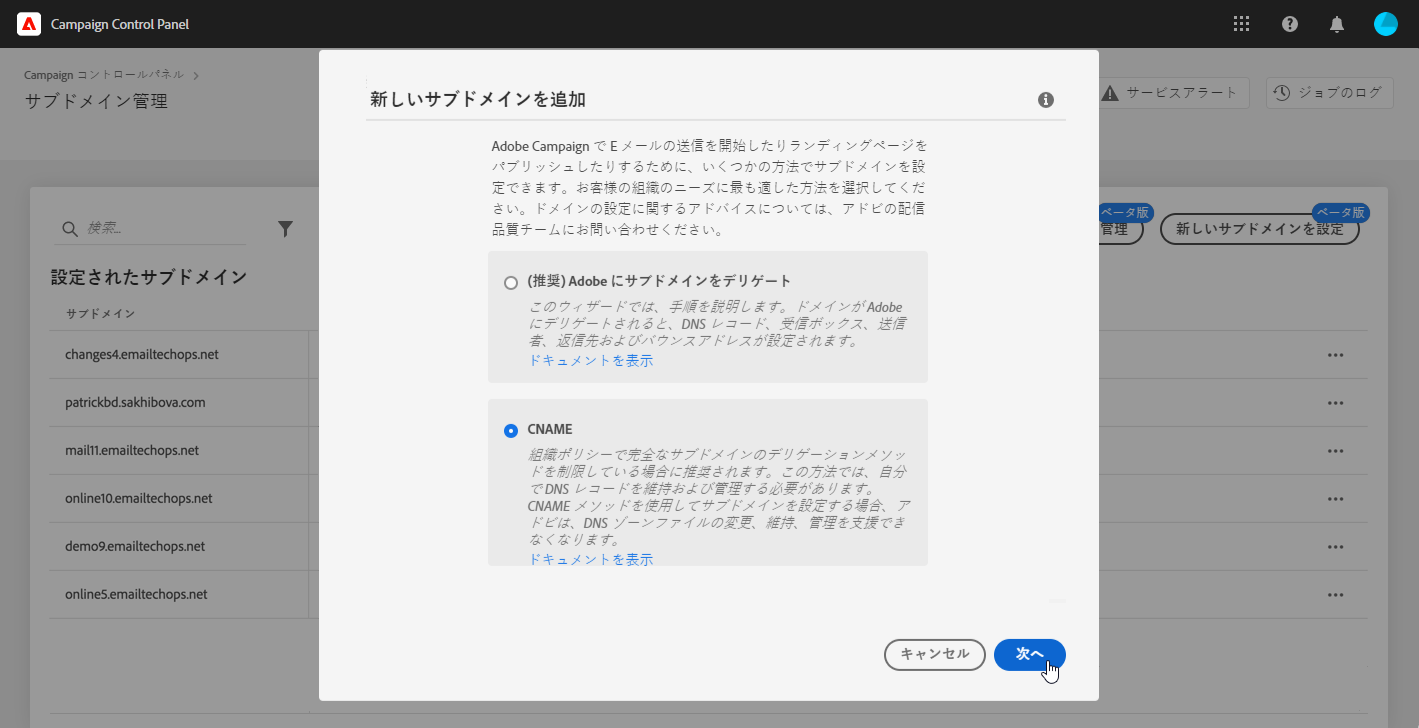 Campaign Control Panel
Campaign コントロールパネル
サブドメイン管理
サービスアラート
ジョブのログ
検索...
管理
ベータ版
新しいサブドメインを設定
ベータ版
設定されたサブドメイン
サブドメイン
changes4.emailtechops.net
patrickbd.sakhibova.com
mail11.emailtechops.net
online10.emailtechops.net
demo9.emailtechops.net
online5.emailtechops.net
新しいサブドメインを追加
Adobe Campaign で E メールの送信を開始したりランディングページを
パブリッシュしたりするために、いくつかの方法でサブドメインを設
定できます。お客様の組織のニーズに最も適した方法を選択してくだ
さい。ドメインの設定に関するアドバイスについては、アドビの配信
品質チームにお問い合わせください。
(推奨) Adobe にサブドメインをデリゲート
このウィザードでは、手順を説明します。ドメインが Adobe
にデリゲートされると、DNS レコード、受信ボックス、送信
者、返信先およびバウンスアドレスが設定されます。
ドキュメントを表示
CNAME
組織ポリシーで完全なサブドメインのデリゲーションメソッ
ドを制限している場合に推奨されます。この方法では、自分
で DNS レコードを維持および管理する必要があります。
CNAME メソッドを使用してサブドメインを設定する場合、ア
ドビは、DNS ゾーンファイルの変更、維持、管理を支援でき
なくなります。
ドキュメントを表示
キャンセル
次へ